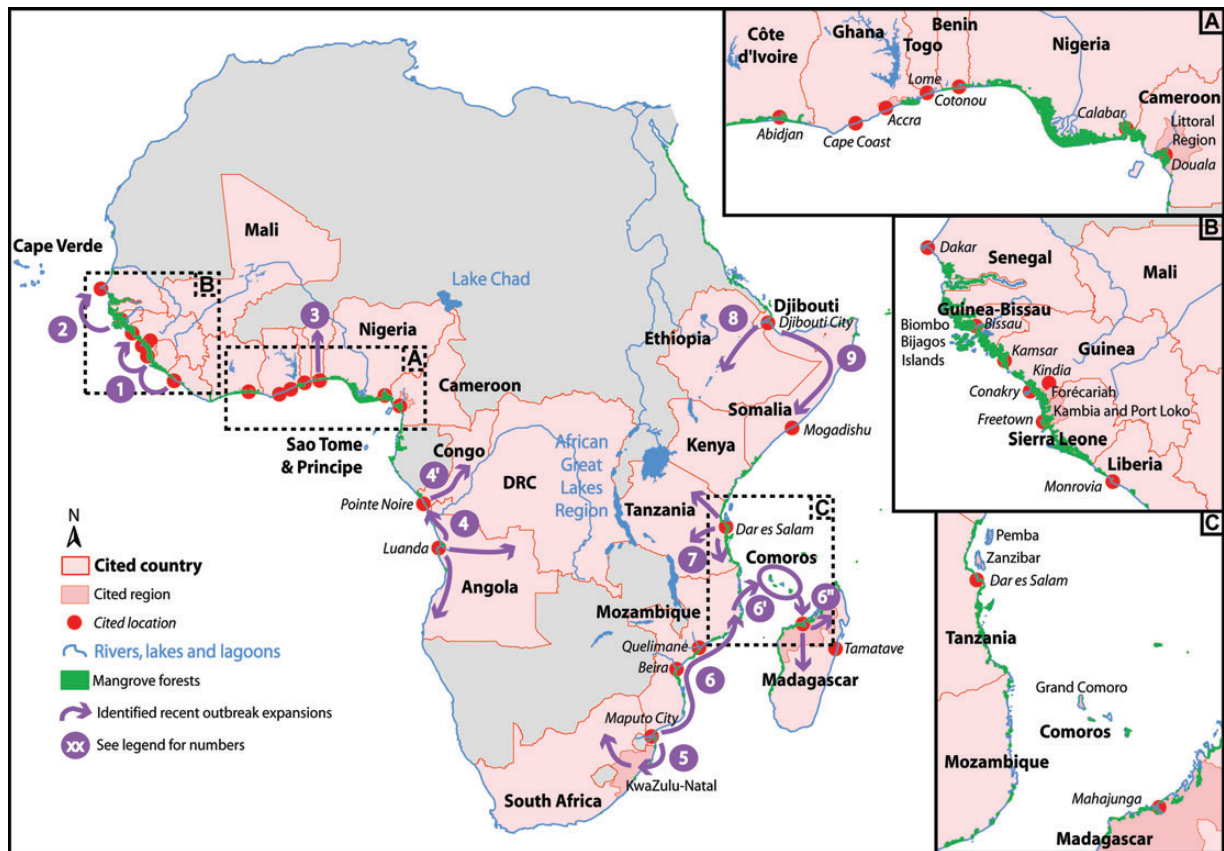 Cape Verde
Mali
B
2
1
3
Nigeria
A
Lake Chad
Cameroon
Sao Tome
& Principe
Congo
4'
DRC
African
Great
Lakes
Region
Pointe Noire
4
Luanda
Angola
Ethiopia
8
Djibouti
Djibouti City
9
Somalia
Mogadishu
Kenya
Tanzania
C
Dar es Salam
7
Comoros
Mozambique
6'
6"
Quelimane
Beira
Tamatave
Madagascar
6
Maputo City
5
KwaZulu-Natal
South Africa
N
Cited country
Cited region
Cited location
Rivers, lakes and lagoons
Mangrove forests
Identified recent outbreak expansions
xx
See legend for numbers
A
Côte
d'Ivoire
Ghana
Togo
Benin
Nigeria
Lome
Cotonou
Accra
Cape Coast
Abidjan
Calabar
Cameroon
Littoral
Region
Douala
B
Dakar
Senegal
Mali
Guinea-Bissau
Bissau
Biombo
Bijagos
Islands
Kamsar
Guinea
Kindia
Conakry
Forécariah
Kambia and Port Loko
Freetown
Sierra Leone
Liberia
Monrovia
C
Pemba
Zanzibar
Dar es Salam
Tanzania
Grand Comoro
Comoros
Mozambique
Mahajunga
Madagascar